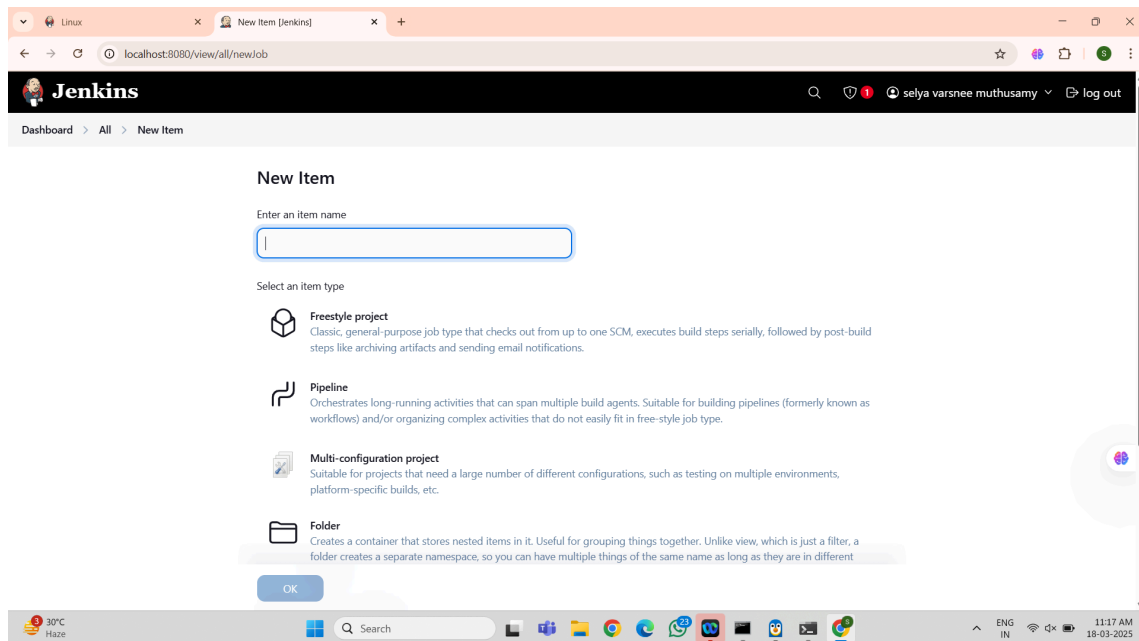 Linux
New Item [Jenkins]
localhost:8080/view/all/newJob
S
Jenkins
1
selya varsnee muthusamy
log out
Dashboard > All > New Item
New Item
Enter an item name
Select an item type
Freestyle project
Classic, general-purpose job type that checks out from up to one SCM, executes build steps serially, followed by post-build
steps like archiving artifacts and sending email notifications.
Pipeline
Orchestrates long-running activities that can span multiple build agents. Suitable for building pipelines (formerly known as
workflows) and/or organizing complex activities that do not easily fit in free-style job type.
Multi-configuration project
Suitable for projects that need a large number of different configurations, such as testing on multiple environments,
platform-specific builds, etc.
Folder
Creates a container that stores nested items in it. Useful for grouping things together. Unlike view, which is just a filter, a
folder creates a separate namespace, so you can have multiple things of the same name as long as they are in different
OK
3
30°C
Haze
Search
23
S
ENG
IN
11:17 AM
18-03-2025